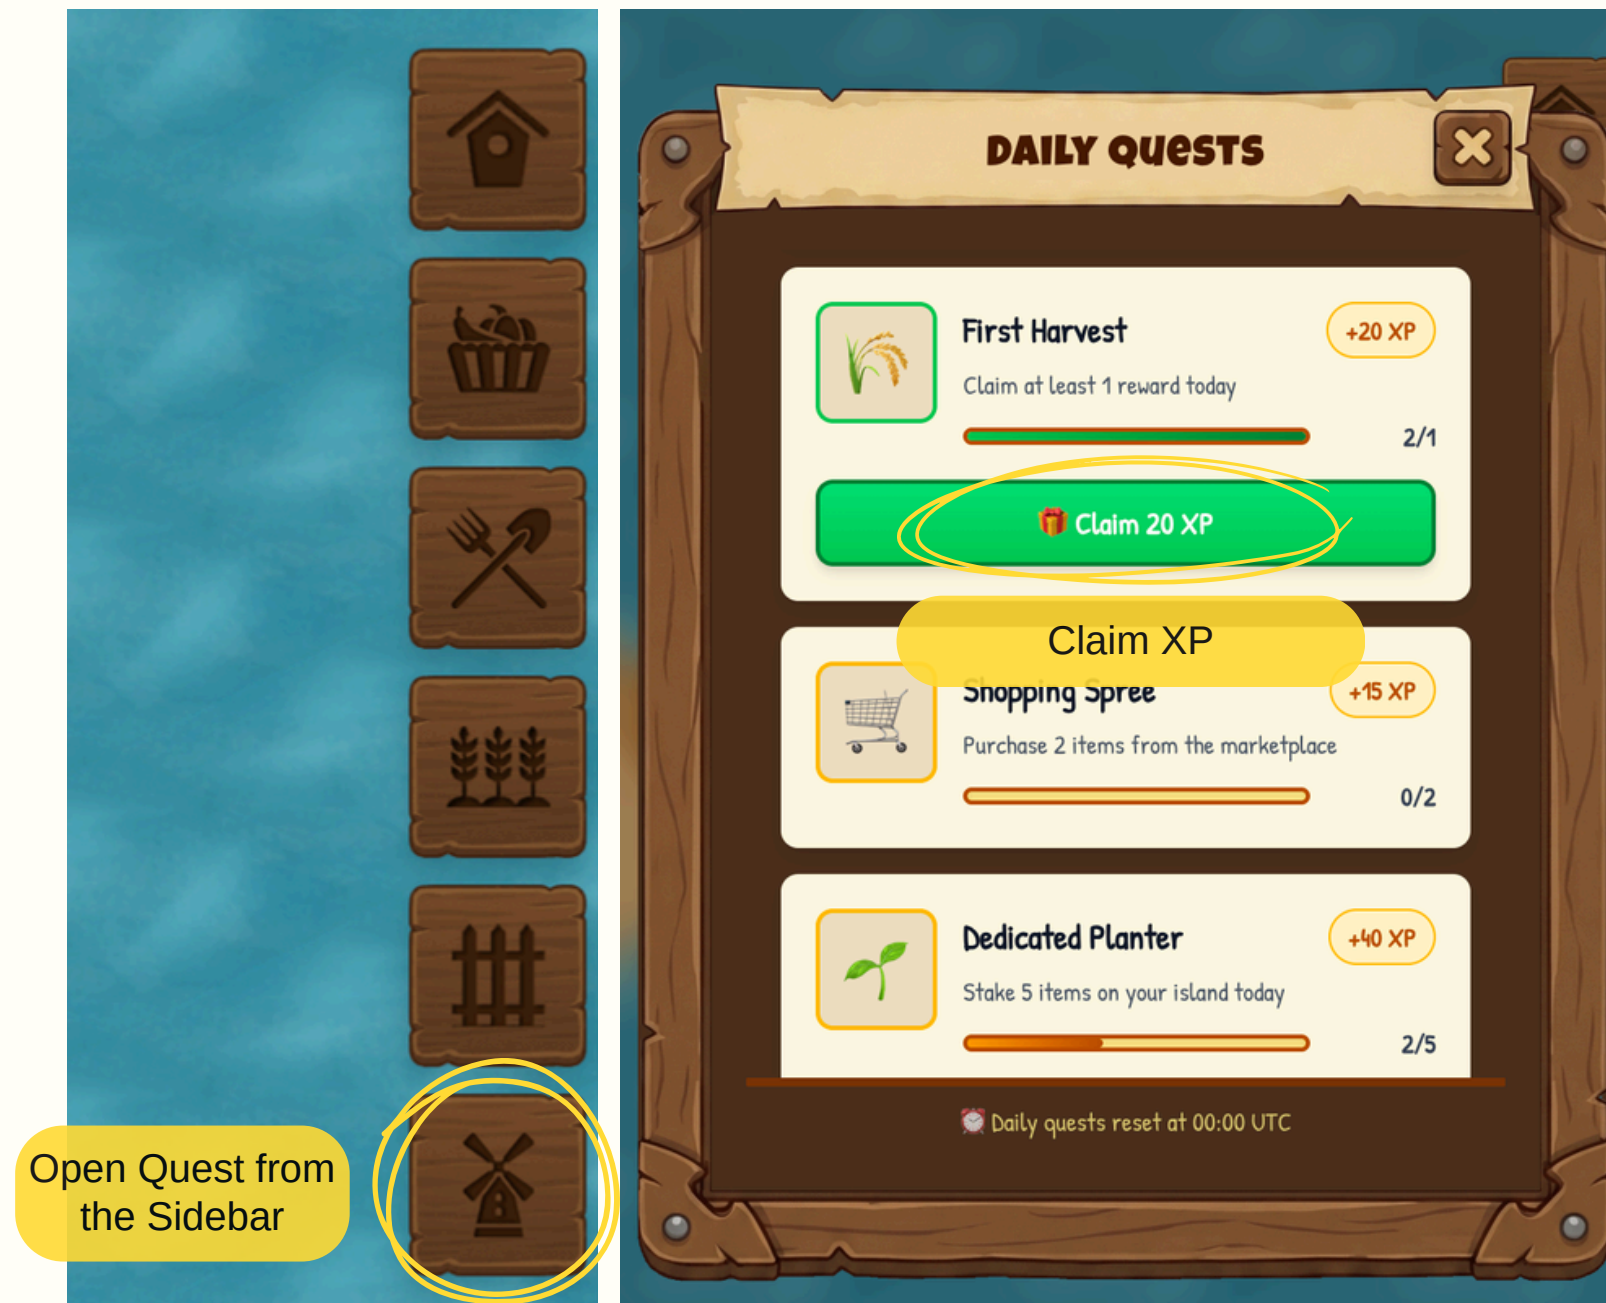 Open Quest from
the Sidebar
DAILY QUESTS
First Harvest
+20 XP
Claim at least 1 reward today
2/1
Claim 20 XP
Claim XP
Shopping Spree
+15 XP
Purchase 2 items from the marketplace
0/2
Dedicated Planter
+40 XP
Stake 5 items on your island today
2/5
Daily quests reset at 00:00 UTC